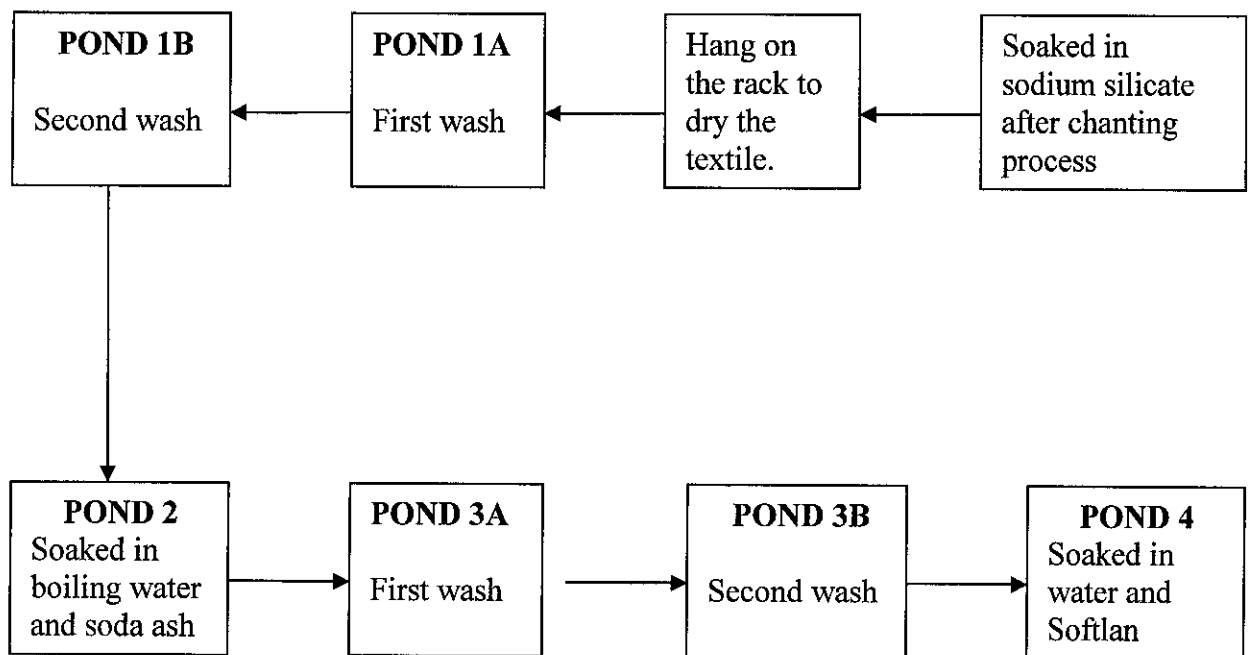 POND 1B
Second wash
POND 1A
First wash
Hang on
the rack to
dry the
textile.
Soaked in
sodium silicate
after chanting
process
POND 2
Soaked in
boiling water
and soda ash
POND 3A
First wash
POND 3B
Second wash
POND 4
Soaked in
water and
Softlan